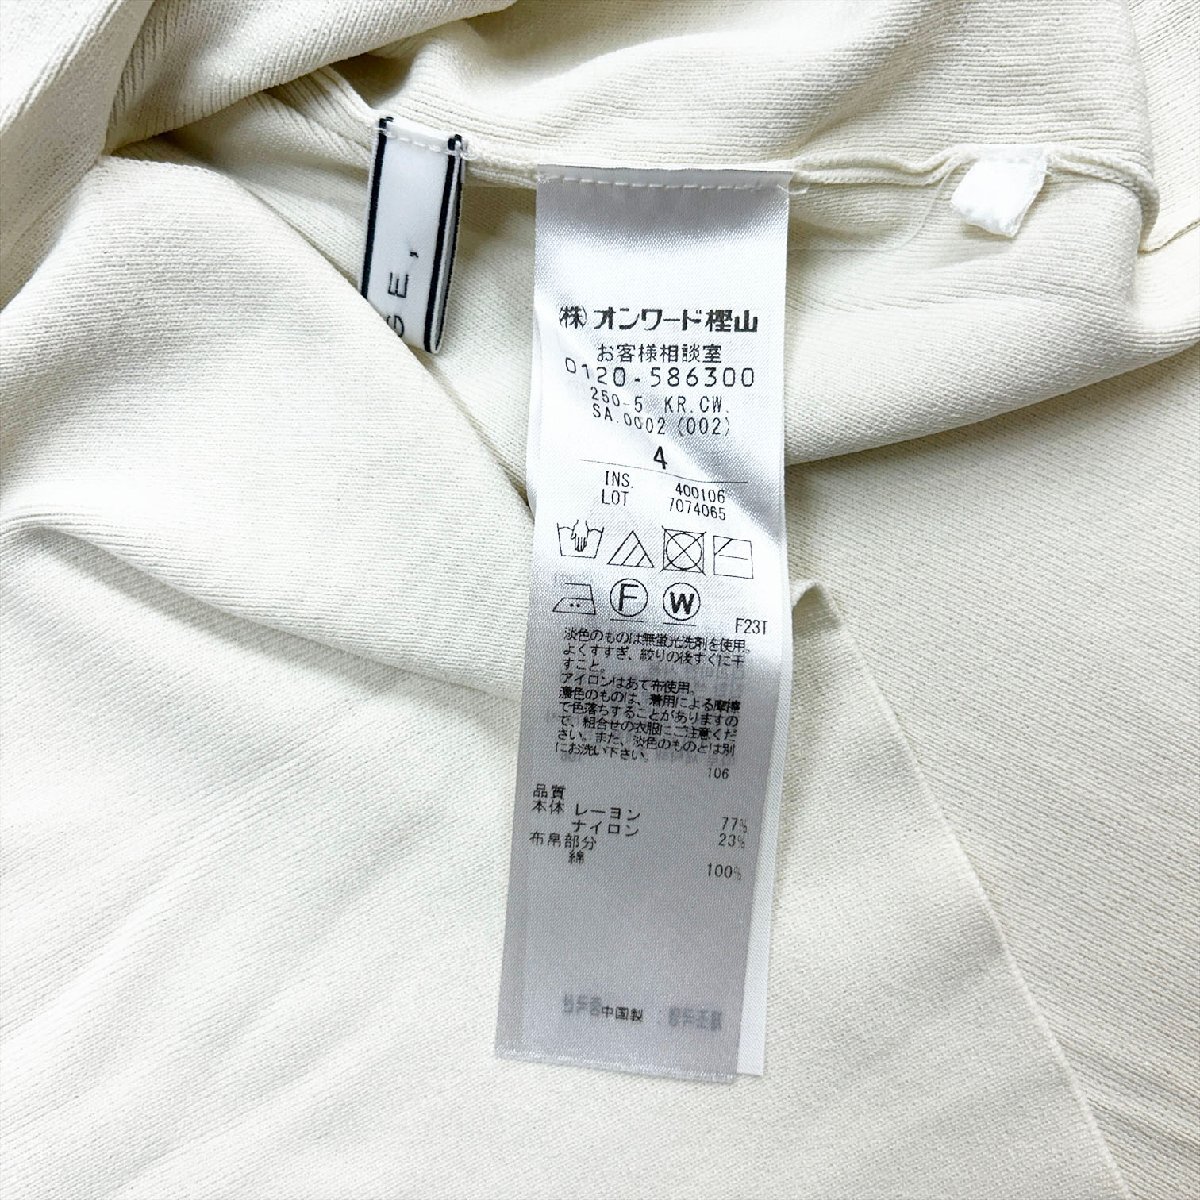 GE,
(株)オンワード樫山
お客様相談室
0120-586300
250-5 KR.CW.
SA.0002 (002)
4
INS. 400106
LOT 7074065
F W
F23T
淡色のものは無蛍光洗剤を使用。
よくすすぎ、絞りの後すぐに干
すこと。
アイロンはあて布使用。
濃色のものは、着用による摩擦
で色落ちすることがありますの
で、組合せの衣服にご注意くだ
さい。また、淡色のものとは別
にお洗い下さい。
106
品質
本体 レーヨン 77%
ナイロン 23%
布帛部分
綿 100%
中国製